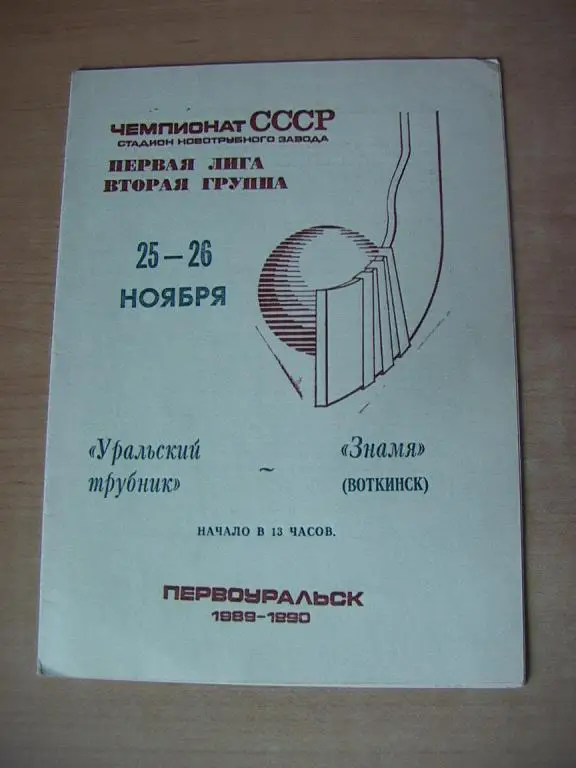 ЧЕМПИОНАТ СССР
СТАДИОН НОВОТРУБНОГО ЗАВОДА
ПЕРВАЯ ЛИГА
ВТОРАЯ ГРУППА
25 — 26
НОЯБРЯ
«Уральский
трубник»
~
«Знамя»
(ВОТКИНСК)
НАЧАЛО В 13 ЧАСОВ.
ПЕРВОУРАЛЬСК
1989-1990